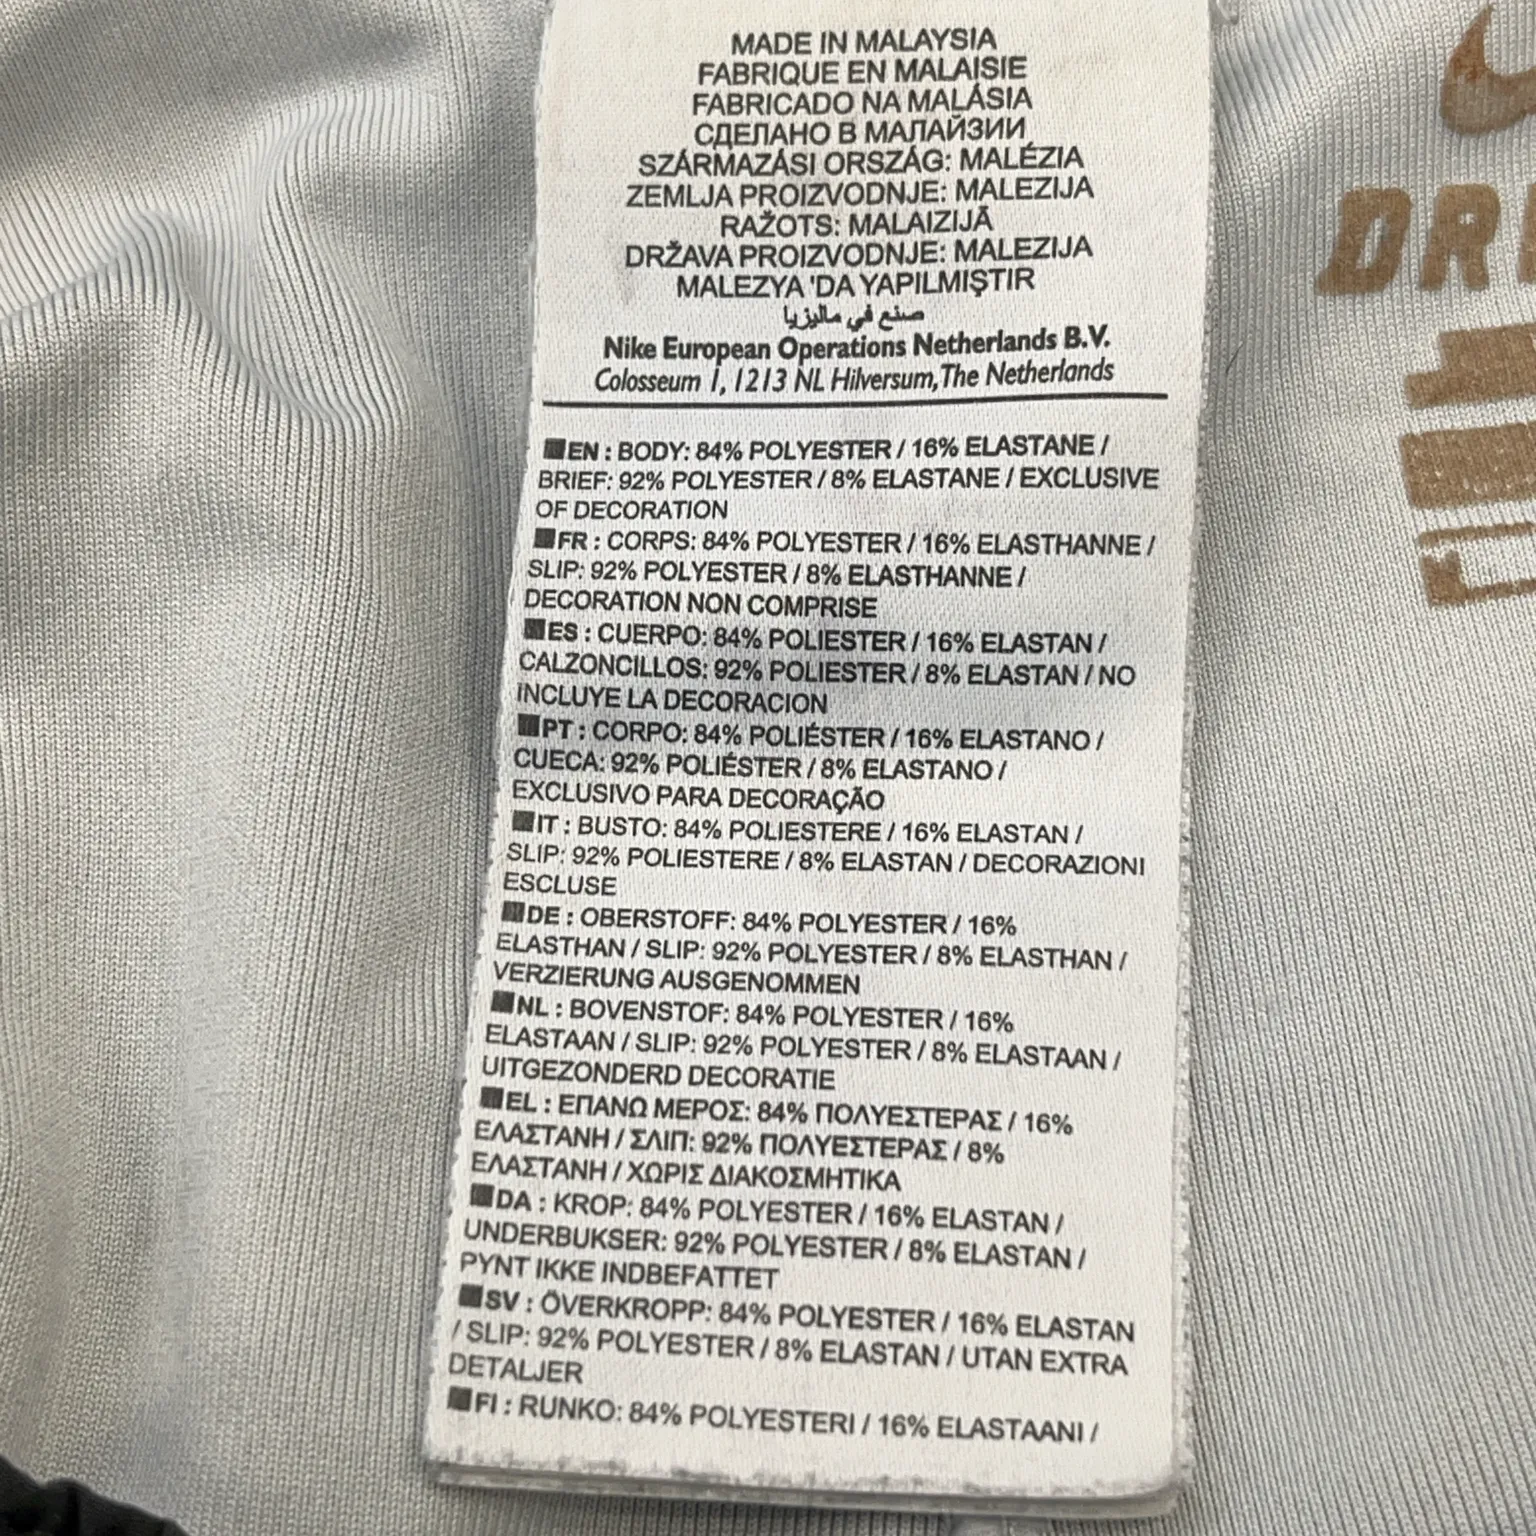 MADE IN MALAYSIA
FABRIQUE EN MALAISIE
FABRICADO NA MALÁSIA
СДЕЛАНО В МАЛАЙЗИИ
SZÁRMAZÁSI ORSZÁG: MALÉZIA
ZEMLJA PROIZVODNJE: MALEZIJA
RAŽOTS: MALAIZIJĀ
DRŽAVA PROIZVODNJE: MALEZIJA
MALEZYA 'DA YAPILMIŞTIR
صنع في ماليزيا
Nike European Operations Netherlands B.V.
Colosseum 1, 1213 NL Hilversum, The Netherlands
EN : BODY: 84% POLYESTER / 16% ELASTANE /
BRIEF: 92% POLYESTER / 8% ELASTANE / EXCLUSIVE
OF DECORATION
FR : CORPS: 84% POLYESTER / 16% ELASTHANNE /
SLIP: 92% POLYESTER / 8% ELASTHANNE /
DECORATION NON COMPRISE
ES : CUERPO: 84% POLIESTER / 16% ELASTAN /
CALZONCILLOS: 92% POLIESTER / 8% ELASTAN / NO
INCLUYE LA DECORACION
PT : CORPO: 84% POLIÉSTER / 16% ELASTANO /
CUECA: 92% POLIÉSTER / 8% ELASTANO /
EXCLUSIVO PARA DECORAÇÃO
IT : BUSTO: 84% POLIESTERE / 16% ELASTAN /
SLIP: 92% POLIESTERE / 8% ELASTAN / DECORAZIONI
ESCLUSE
DE : OBERSTOFF: 84% POLYESTER / 16%
ELASTHAN / SLIP: 92% POLYESTER / 8% ELASTHAN /
VERZIERUNG AUSGENOMMEN
NL : BOVENSTOF: 84% POLYESTER / 16%
ELASTAAN / SLIP: 92% POLYESTER / 8% ELASTAAN /
UITGEZONDERD DECORATIE
EL : ΕΠΑΝΩ ΜΕΡΟΣ: 84% ΠΟΛΥΕΣΤΕΡΑΣ / 16%
ΕΛΑΣΤΑΝΗ / ΣΛΙΠ: 92% ΠΟΛΥΕΣΤΕΡΑΣ / 8%
ΕΛΑΣΤΑΝΗ / ΧΩΡΙΣ ΔΙΑΚΟΣΜΗΤΙΚΑ
DA : KROP: 84% POLYESTER / 16% ELASTAN /
UNDERBUKSER: 92% POLYESTER / 8% ELASTAN /
PYNT IKKE INDBEFATTET
SV : ÖVERKROPP: 84% POLYESTER / 16% ELASTAN
/ SLIP: 92% POLYESTER / 8% ELASTAN / UTAN EXTRA
DETALJER
FI : RUNKO: 84% POLYESTERI / 16% ELASTAANI /
DR